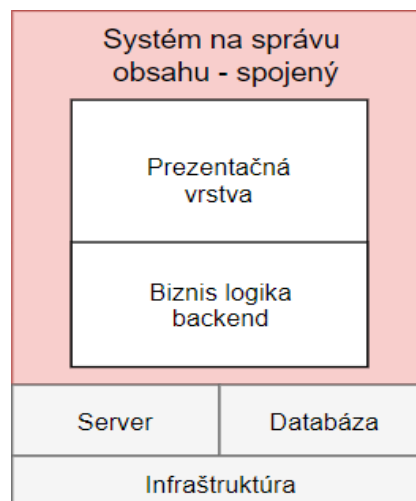 Systém na správu
obsahu - spojený
Prezentačná
vrstva
Biznis logika
backend
Server
Databáza
Infraštruktúra